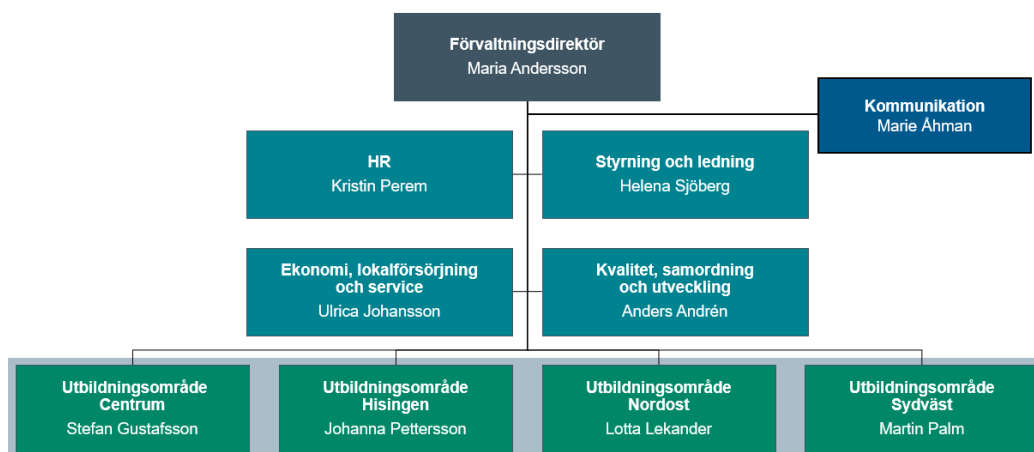 Förvaltningsdirektör
Maria Andersson
Kommunikation
Marie Åhman
HR
Kristin Perem
Styrning och ledning
Helena Sjöberg
Ekonomi, lokalförsörjning
och service
Ulrica Johansson
Kvalitet, samordning
och utveckling
Anders Andrén
Utbildningsområde
Centrum
Stefan Gustafsson
Utbildningsområde
Hisingen
Johanna Pettersson
Utbildningsområde
Nordost
Lotta Lekander
Utbildningsområde
Sydväst
Martin Palm